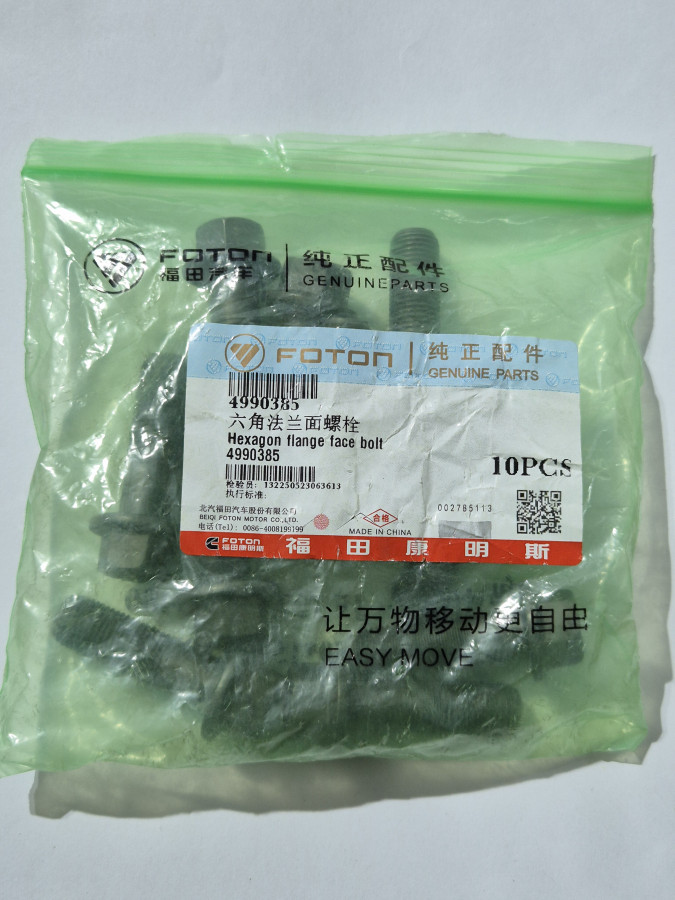 FOTON 纯正配件
福田汽车 GENUINE PARTS
FOTON 纯正配件
GENUINE PARTS
4990385
六角法兰面螺栓
Hexagon flange face bolt
4990385
10PCS
检验员: 132250523063613
执行标准:
北汽福田汽车股份有限公司
BEIQI FOTON MOTOR CO.,LTD.
电话(Tel): 0086-4008199199
合格
MADE IN CHINA
002785113
FOTON
福田康明斯
福田康明斯
让万物移动更自由
EASY MOVE